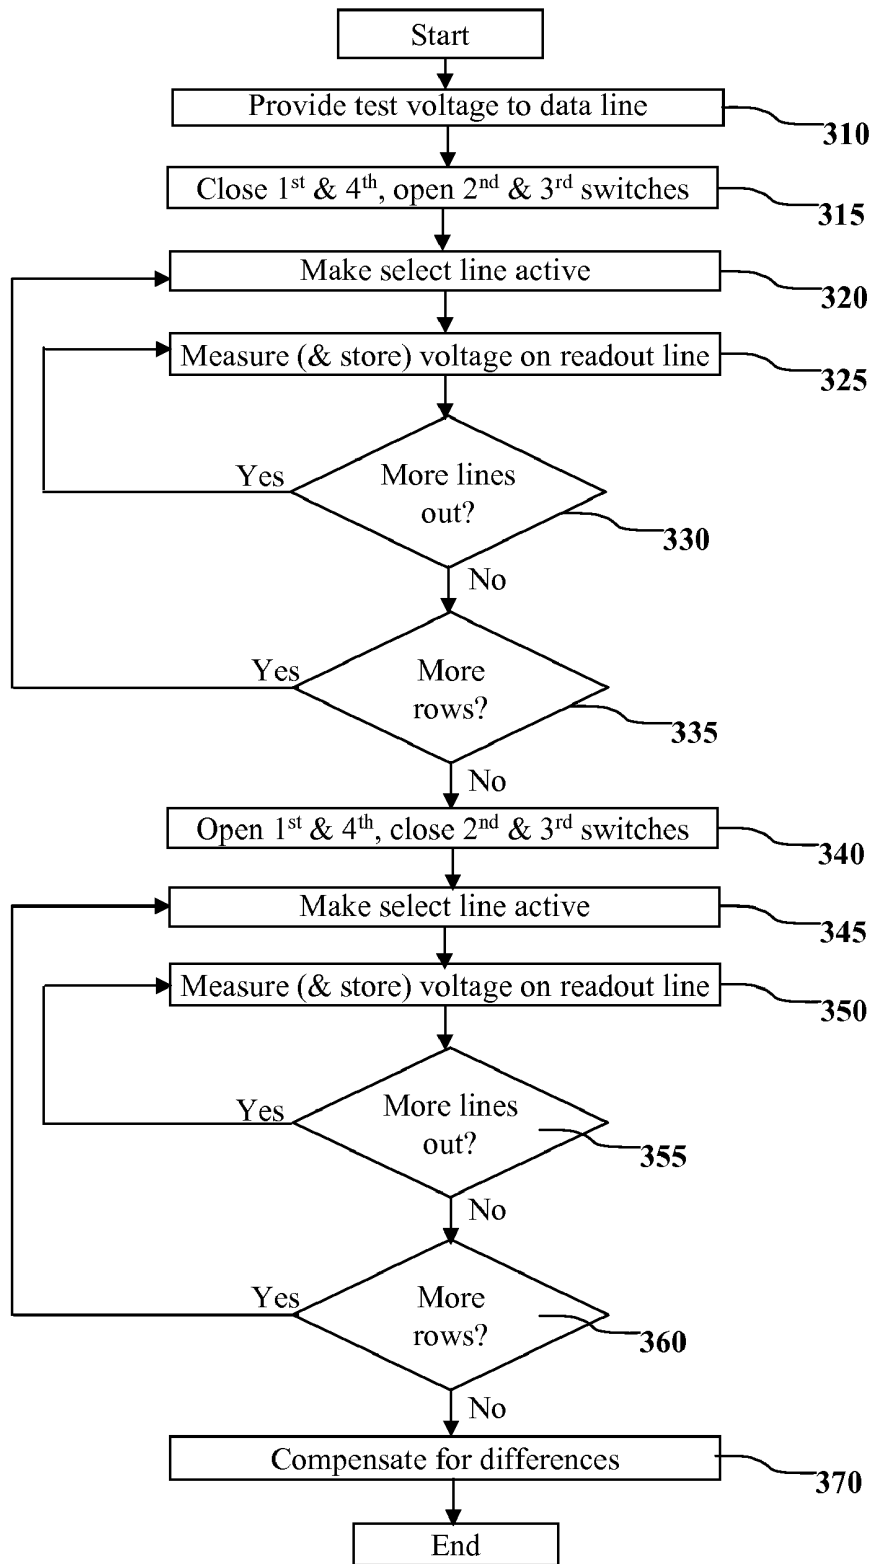 Start
Provide test voltage to data line
310
Close 1st & 4th, open 2nd & 3rd switches
315
Make select line active
320
Measure (& store) voltage on readout line
325
More lines
out?
Yes
330
No
More
rows?
Yes
335
No
Open 1st & 4th, close 2nd & 3rd switches
340
Make select line active
345
Measure (& store) voltage on readout line
350
More lines
out?
Yes
355
No
More
rows?
Yes
360
No
Compensate for differences
370
End